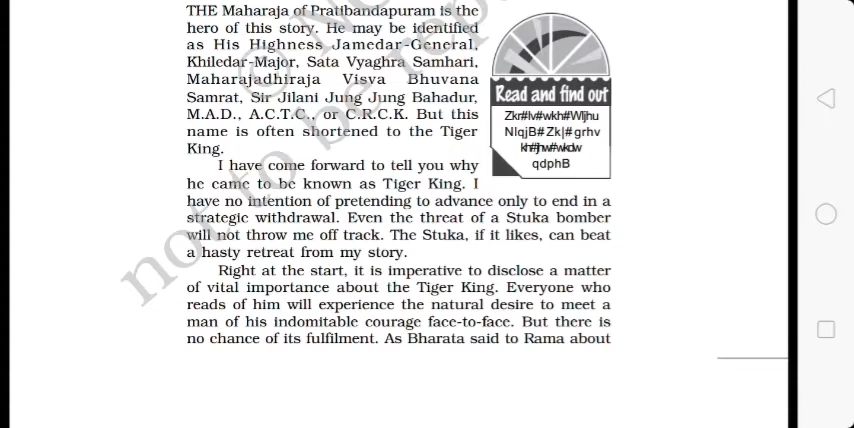 THE Maharaja of Pratibandapuram is the
hero of this story. He may be identified
as His Highness Jamedar-General,
Khiledar-Major, Sata Vyaghra Samhari,
Maharajadhiraja Visva Bhuvana
Samrat, Sir Jilani Jung Jung Bahadur,
M.A.D., A.C.T.C., or C.R.C.K. But this
name is often shortened to the Tiger
King.
I have come forward to tell you why
he came to be known as Tiger King. I
have no intention of pretending to advance only to end in a
strategic withdrawal. Even the threat of a Stuka bomber
will not throw me off track. The Stuka, if it likes, can beat
a hasty retreat from my story.
Right at the start, it is imperative to disclose a matter
of vital importance about the Tiger King. Everyone who
reads of him will experience the natural desire to meet a
man of his indomitable courage face-to-face. But there is
no chance of its fulfilment. As Bharata said to Rama about
Read and find out
Zkr#lv#wkh#Wljhu
NlqjB#Zk|#grhv
kh#jhw#wkdw
qdphB
© No
not to be rep